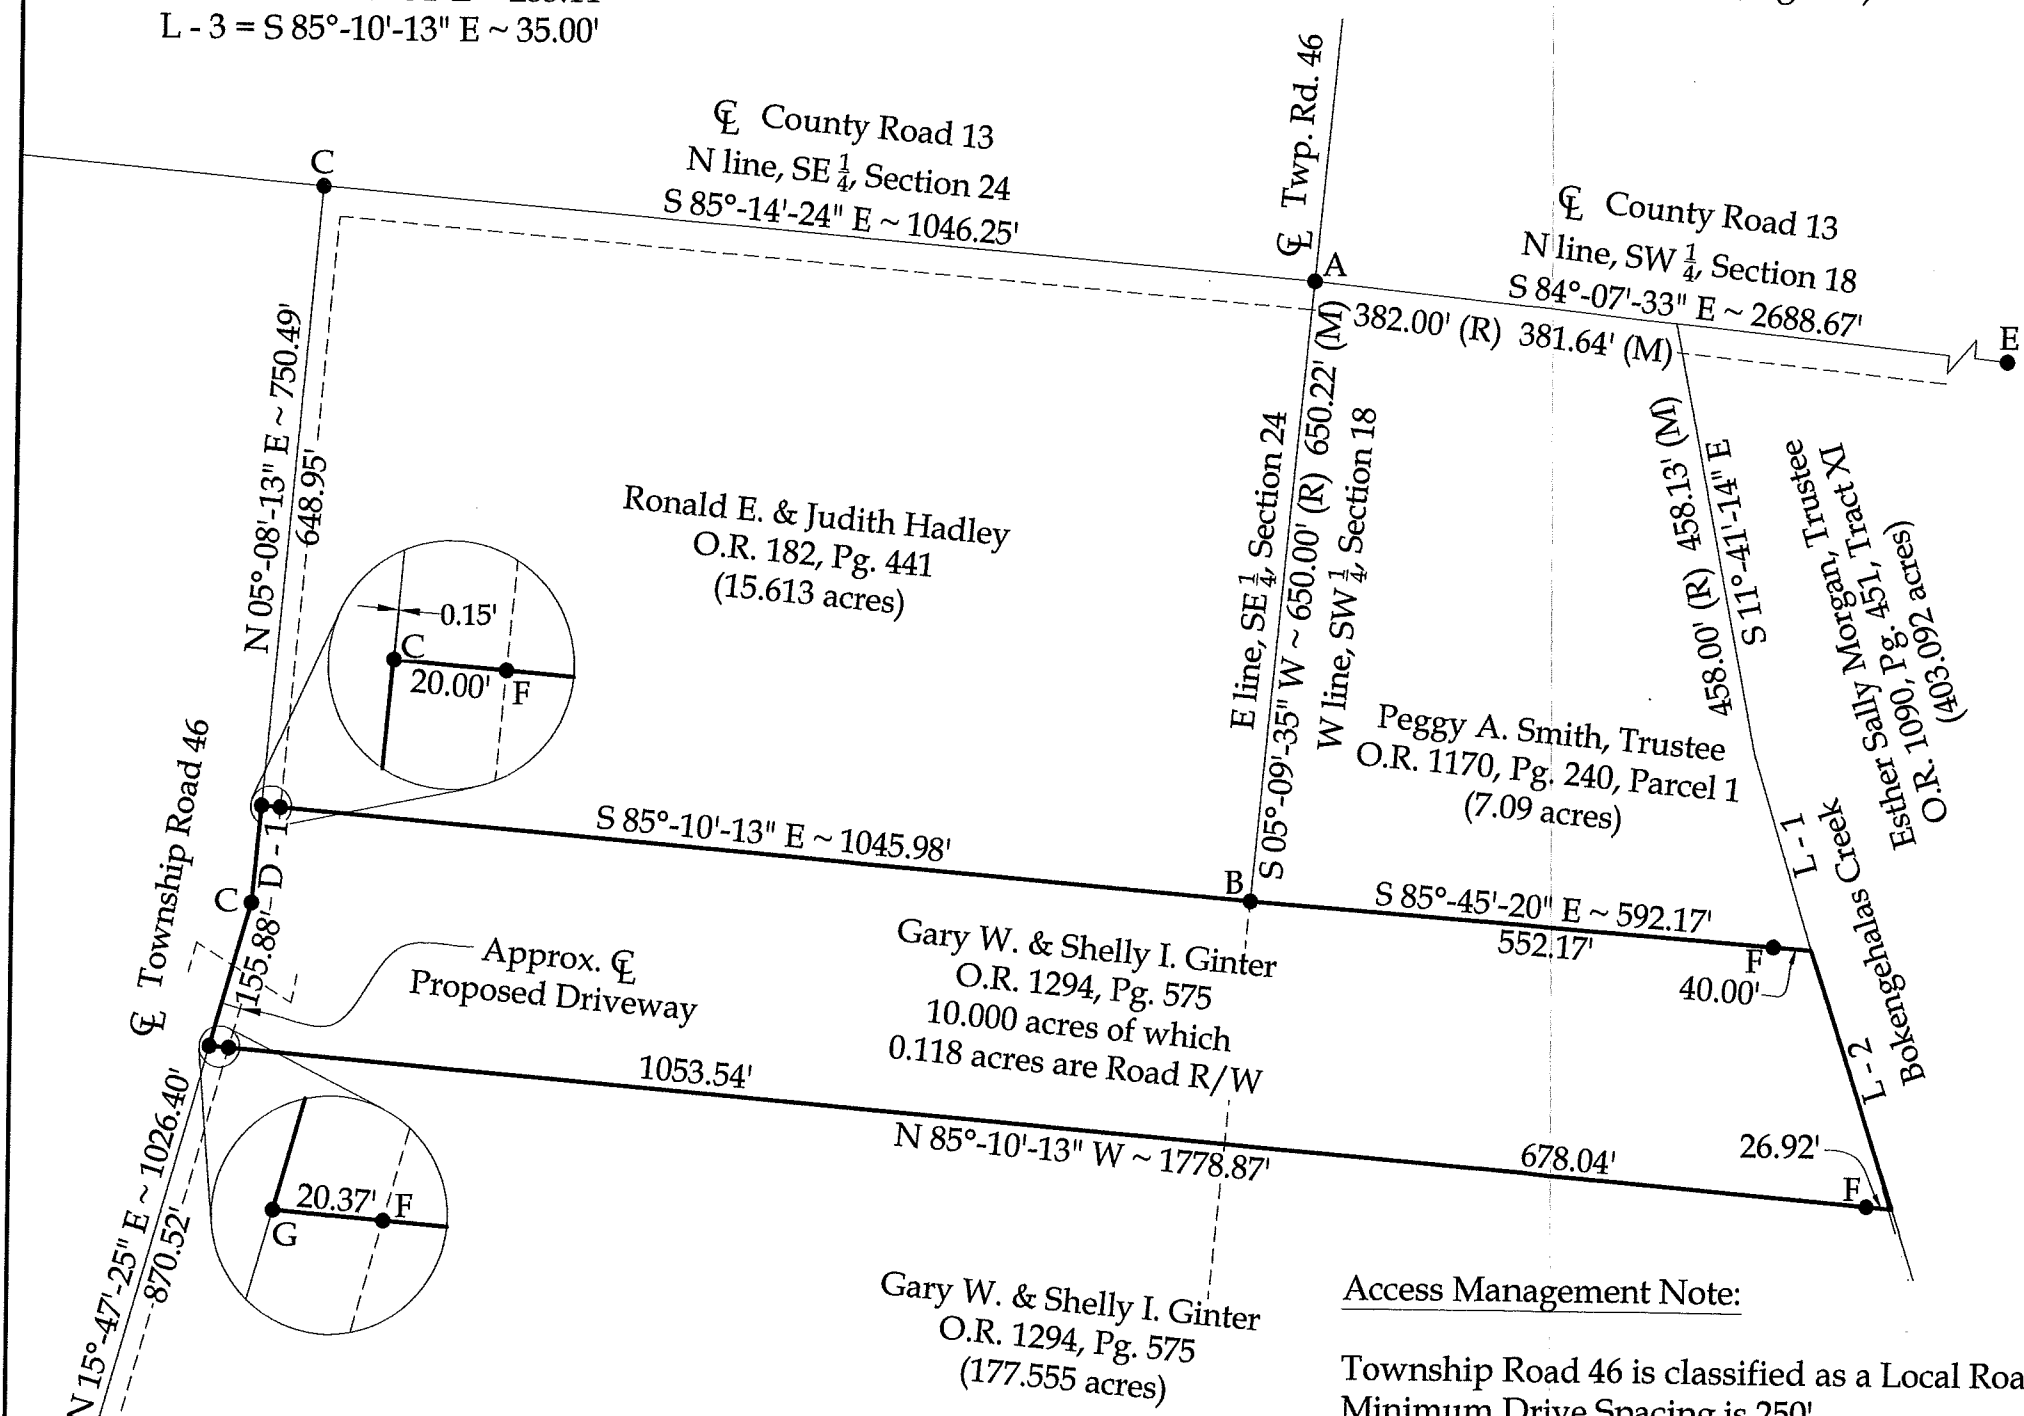 L - 3 = S 85°-10'-13" E ~ 35.00'
C
℄ County Road 13
N line, SE 1/4, Section 24
S 85°-14'-24" E ~ 1046.25'
℄ Twp. Rd. 46
A
℄ County Road 13
N line, SW 1/4, Section 18
S 84°-07'-33" E ~ 2688.67'
E
382.00' (R) 381.64' (M)
N 05°-08'-13" E ~ 750.49'
648.95'
Ronald E. & Judith Hadley
O.R. 182, Pg. 441
(15.613 acres)
E line, SE 1/4, Section 24
S 05°-09'-35" W ~ 650.00' (R) 650.22' (M)
W line, SW 1/4, Section 18
458.00' (R) 458.13' (M)
S 11°-41'-14" E
Esther Sally Morgan, Trustee
O.R. 1090, Pg. 451, Tract XI
(403.092 acres)
0.15'
C
20.00'
F
Peggy A. Smith, Trustee
O.R. 1170, Pg. 240, Parcel 1
(7.09 acres)
L - 1
Bokengehalas Creek
L - 2
℄ Township Road 46
S 85°-10'-13" E ~ 1045.98'
B
S 85°-45'-20" E ~ 592.17'
552.17'
F
40.00'
D - 1
C
155.88'
Approx. ℄
Proposed Driveway
Gary W. & Shelly I. Ginter
O.R. 1294, Pg. 575
10.000 acres of which
0.118 acres are Road R/W
1053.54'
N 85°-10'-13" W ~ 1778.87'
678.04'
26.92'
F
N 15°-47'-25" E ~ 1026.40'
870.52'
20.37'
F
G
Gary W. & Shelly I. Ginter
O.R. 1294, Pg. 575
(177.555 acres)
Access Management Note:
Township Road 46 is classified as a Local Roa
Minimum Drive Spacing is 250'